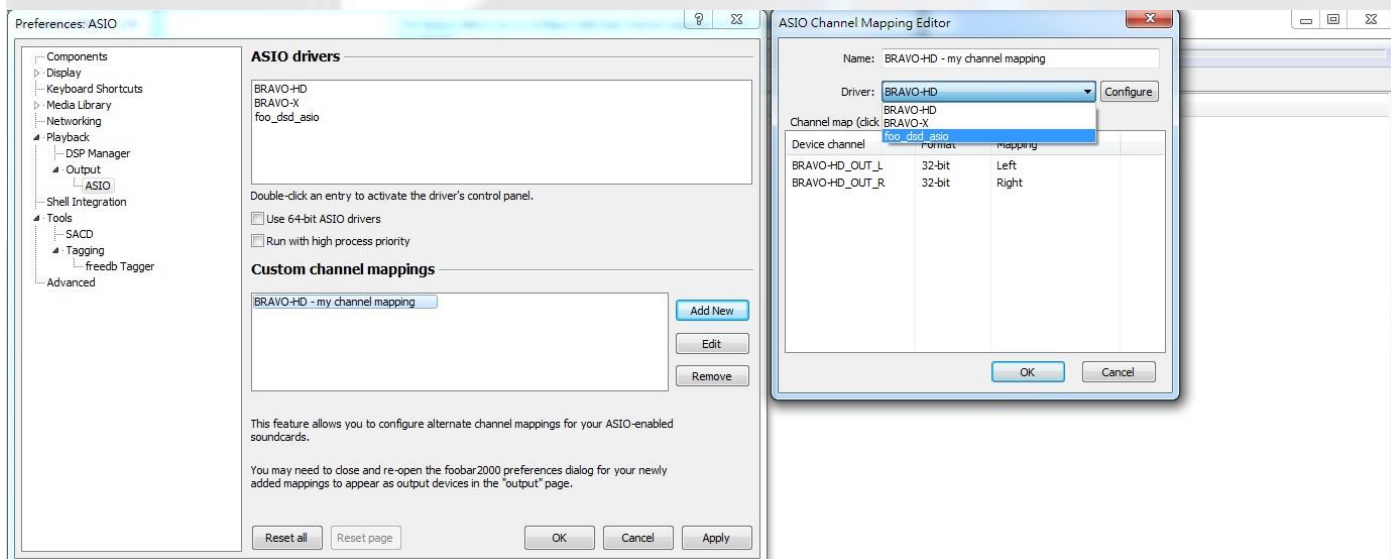 Preferences: ASIO
Components
Display
Keyboard Shortcuts
Media Library
Networking
Playback
DSP Manager
Output
ASIO
Shell Integration
Tools
SACD
Tagging
freedb Tagger
Advanced
ASIO drivers
BRAVO-HD
BRAVO-X
foo_dsd_asio
Double-click an entry to activate the driver's control panel.
Use 64-bit ASIO drivers
Run with high process priority
Custom channel mappings
BRAVO-HD - my channel mapping
Add New
Edit
Remove
This feature allows you to configure alternate channel mappings for your ASIO-enabled
soundcards.
You may need to close and re-open the foobar2000 preferences dialog for your newly
added mappings to appear as output devices in the "output" page.
Reset all
Reset page
OK
Cancel
Apply
ASIO Channel Mapping Editor
Name: BRAVO-HD - my channel mapping
Driver: BRAVO-HD
Configure
BRAVO-HD
BRAVO-X
foo_dsd_asio
Channel map (click
Device channel Format Mapping
BRAVO-HD_OUT_L 32-bit Left
BRAVO-HD_OUT_R 32-bit Right
OK
Cancel